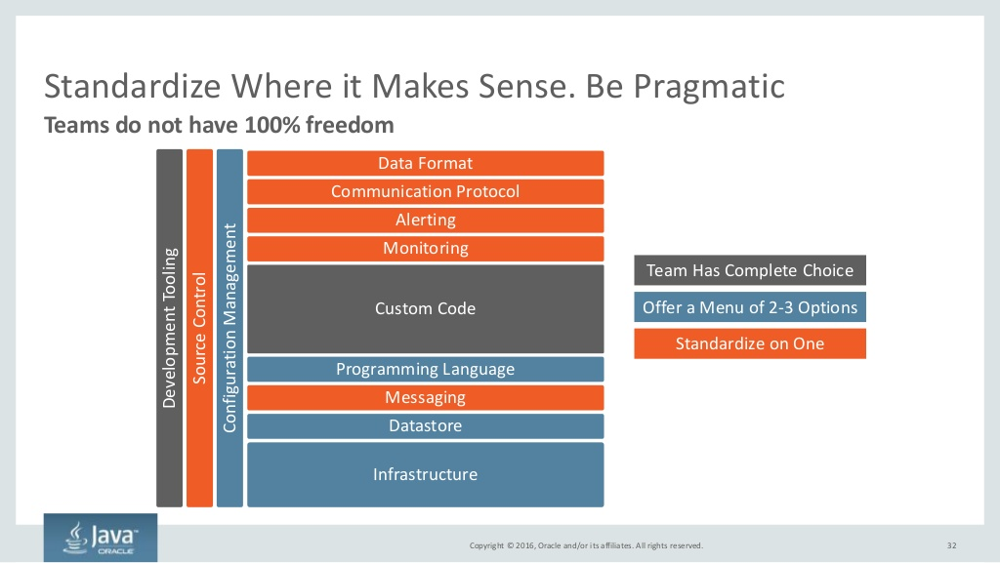 Standardize Where it Makes Sense. Be Pragmatic
Teams do not have 100% freedom
Development Tooling
Source Control
Configuration Management
Data Format
Communication Protocol
Alerting
Monitoring
Custom Code
Programming Language
Messaging
Datastore
Infrastructure
Team Has Complete Choice
Offer a Menu of 2-3 Options
Standardize on One
Java™
ORACLE
Copyright © 2016, Oracle and/or its affiliates. All rights reserved.
32